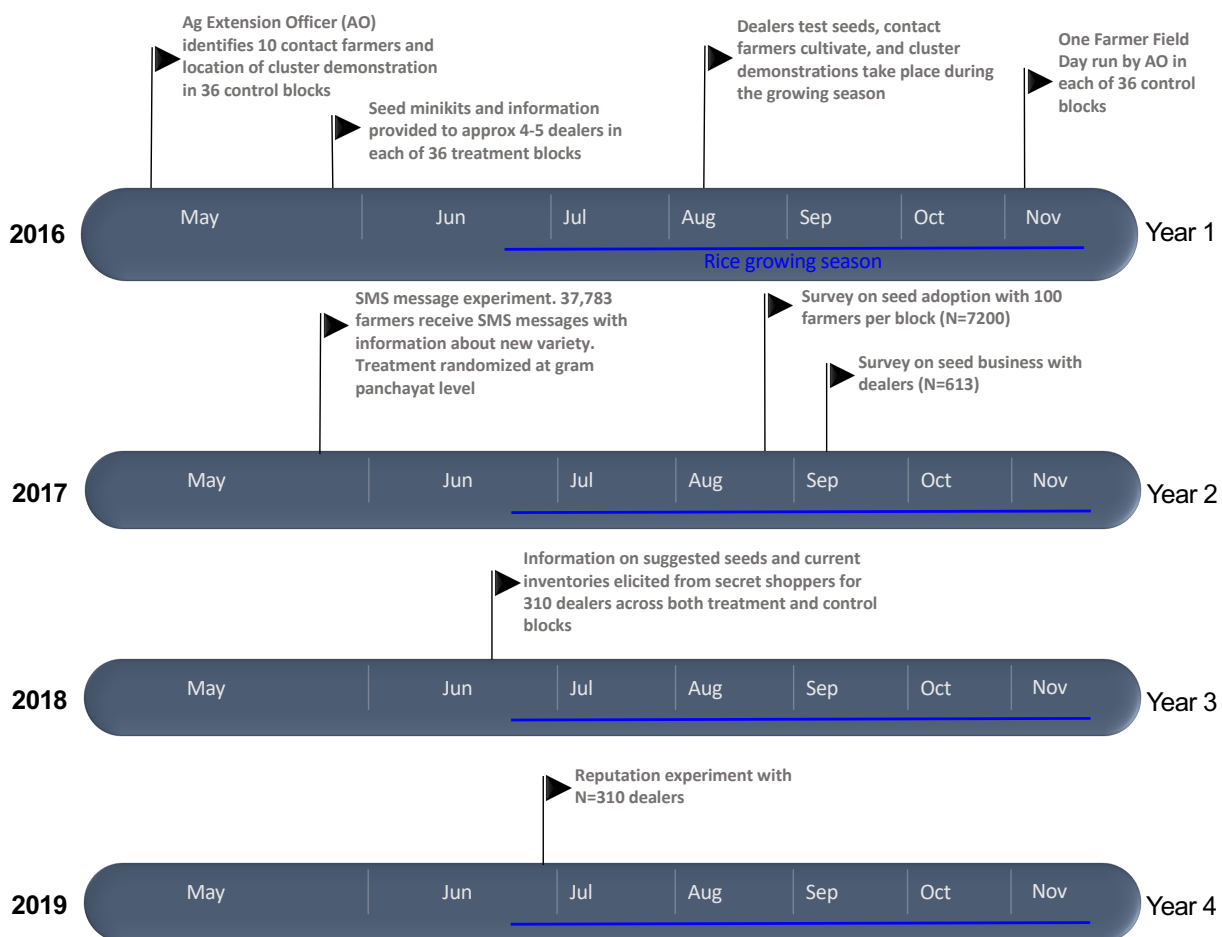 Ag Extension Officer (AO)
identifies 10 contact farmers and
location of cluster demonstration
in 36 control blocks
Seed minikits and information
provided to approx 4-5 dealers in
each of 36 treatment blocks
Dealers test seeds, contact
farmers cultivate, and cluster
demonstrations take place during
the growing season
One Farmer Field
Day run by AO in
each of 36 control
blocks
2016
May Jun Jul Aug Sep Oct Nov
Year 1
Rice growing season
SMS message experiment. 37,783
farmers receive SMS messages with
information about new variety.
Treatment randomized at gram
panchayat level
Survey on seed adoption with 100
farmers per block (N=7200)
Survey on seed business with
dealers (N=613)
2017
May Jun Jul Aug Sep Oct Nov
Year 2
Information on suggested seeds and current
inventories elicited from secret shoppers for
310 dealers across both treatment and control
blocks
2018
May Jun Jul Aug Sep Oct Nov
Year 3
Reputation experiment with
N=310 dealers
2019
May Jun Jul Aug Sep Oct Nov
Year 4